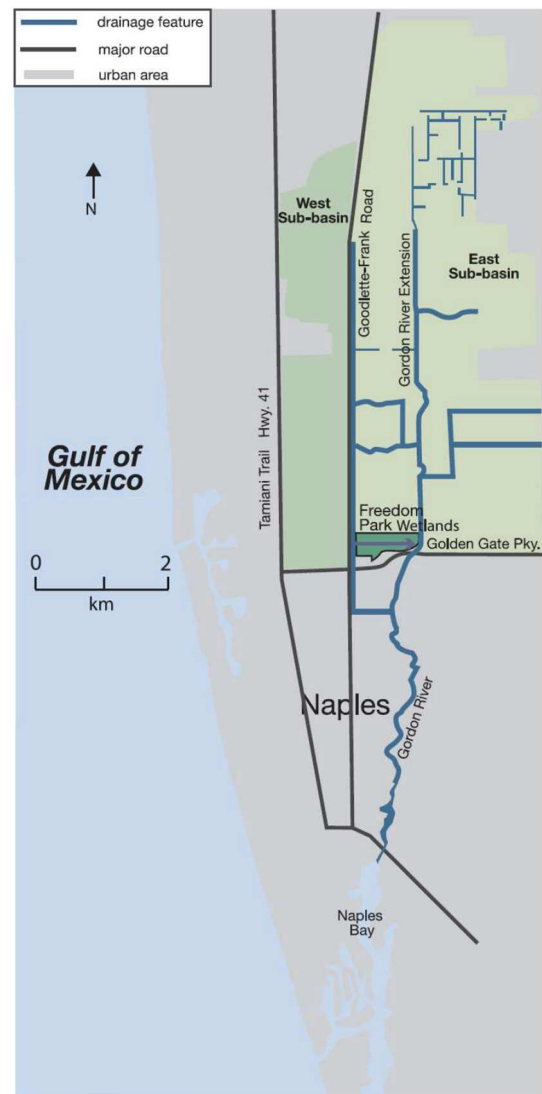 drainage feature
major road
urban area
N
West
Sub-basin
Goodlette-Frank Road
Gordon River Extension
East
Sub-basin
Tamiani Trail Hwy. 41
Gulf of
Mexico
Freedom
Park Wetlands
Golden Gate Pky.
0 2
km
Naples
Gordon River
Naples
Bay